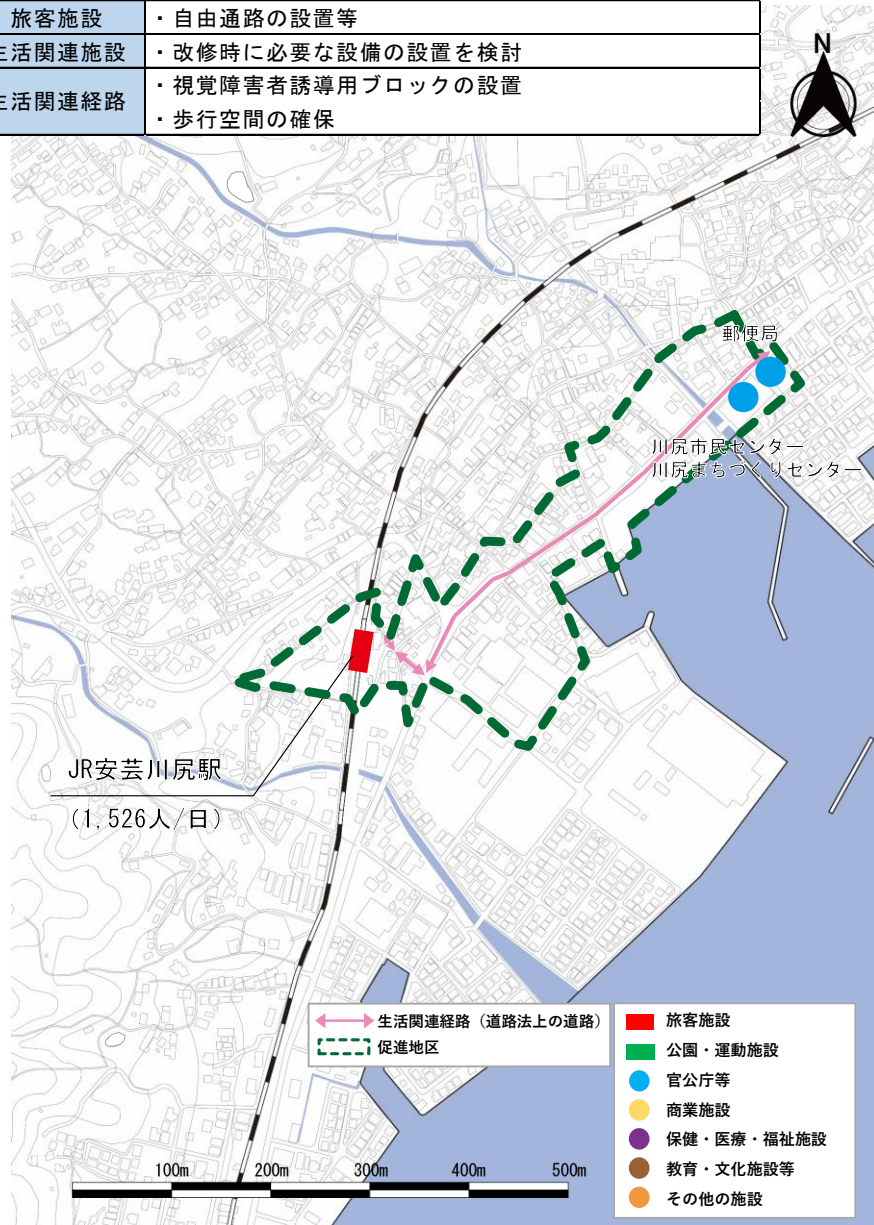 旅客施設
・自由通路の設置等
生活関連施設
・改修時に必要な設備の設置を検討
生活関連経路
・視覚障害者誘導用ブロックの設置
・歩行空間の確保
N
郵便局
川尻市民センター
川尻まちづくりセンター
JR安芸川尻駅
(1,526人/日)
生活関連経路（道路法上の道路）
促進地区
旅客施設
公園・運動施設
官公庁等
商業施設
保健・医療・福祉施設
教育・文化施設等
その他の施設
100m 200m 300m 400m 500m